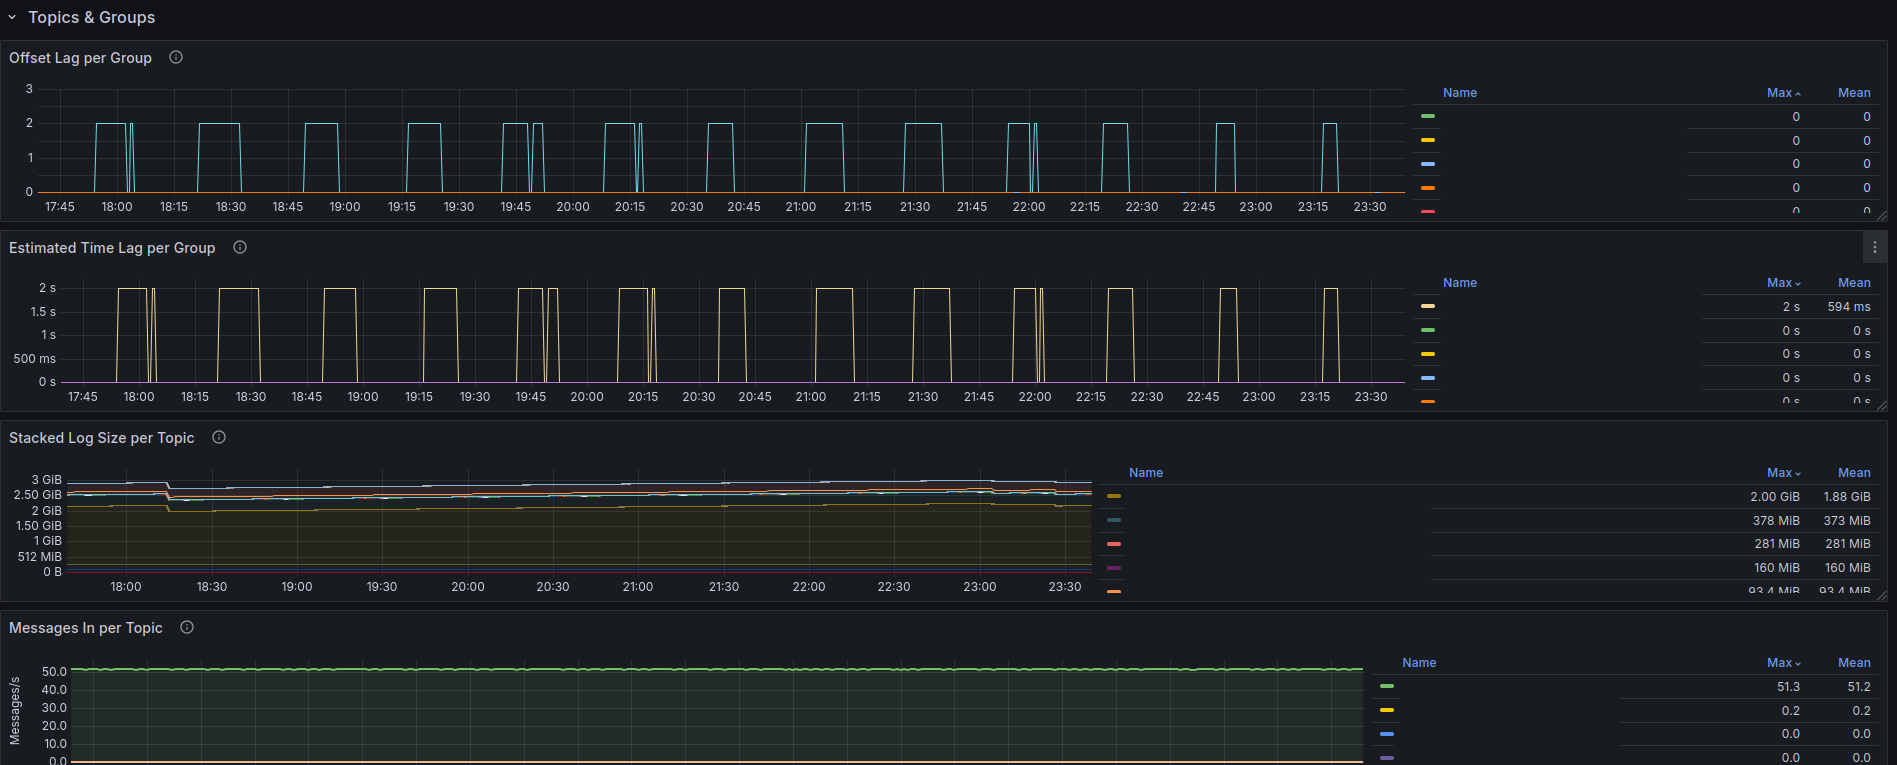 Topics & Groups
Offset Lag per Group
Name Max Mean
3
2
1
0
17:45 18:00 18:15 18:30 18:45 19:00 19:15 19:30 19:45 20:00 20:15 20:30 20:45 21:00 21:15 21:30 21:45 22:00 22:15 22:30 22:45 23:00 23:15 23:30
0 0
0 0
0 0
0 0
0 0
Estimated Time Lag per Group
Name Max Mean
2 s
1.5 s
1 s
500 ms
0 s
17:45 18:00 18:15 18:30 18:45 19:00 19:15 19:30 19:45 20:00 20:15 20:30 20:45 21:00 21:15 21:30 21:45 22:00 22:15 22:30 22:45 23:00 23:15 23:30
2 s 594 ms
0 s 0 s
0 s 0 s
0 s 0 s
0 s 0 s
Stacked Log Size per Topic
Name Max Mean
3 GiB
2.50 GiB
2 GiB
1.50 GiB
1 GiB
512 MiB
0 B
18:00 18:30 19:00 19:30 20:00 20:30 21:00 21:30 22:00 22:30 23:00 23:30
2.00 GiB 1.88 GiB
378 MiB 373 MiB
281 MiB 281 MiB
160 MiB 160 MiB
93.4 MiB 93.4 MiB
Messages In per Topic
Name Max Mean
Messages/s
50.0
40.0
30.0
20.0
10.0
0.0
51.3 51.2
0.2 0.2
0.0 0.0
0.0 0.0